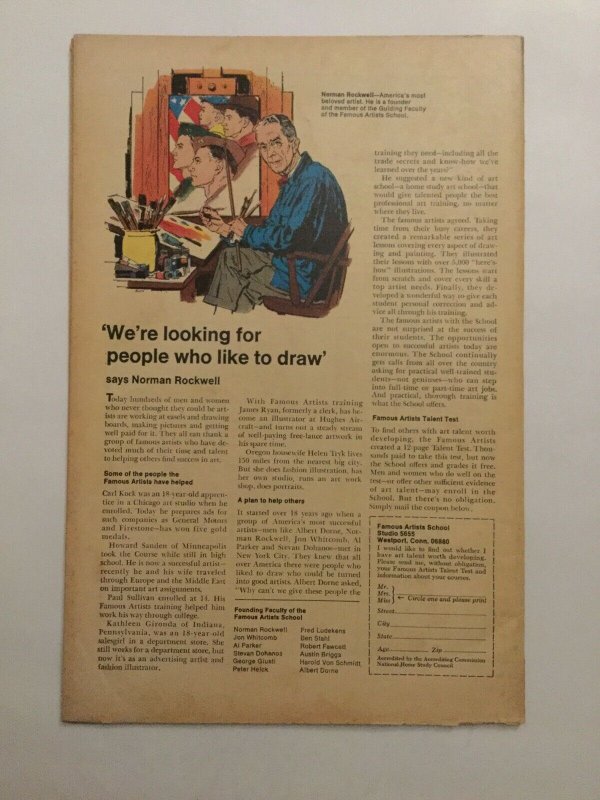 Norman Rockwell—America's most
beloved artist. He is a founder
and member of the Guiding Faculty
of the Famous Artists School.
'We're looking for
people who like to draw'
says Norman Rockwell
Today hundreds of men and women
who never thought they could be art-
ists are working at easels and drawing
boards, making pictures and getting
well paid for it. They all can thank a
group of famous artists who have de-
voted much of their time and talent
to helping others find success in art.
Some of the people the
Famous Artists have helped
Carl Kock was an 18-year-old appren-
tice in a Chicago art studio when he
enrolled. Today he prepares ads for
such companies as General Motors
and Firestone—has won five gold
medals.
Howard Sanden of Minneapolis
took the Course while still in high
school. He is now a successful artist—
recently he and his wife traveled
through Europe and the Middle East
on important art assignments.
Paul Sullivan enrolled at 14. His
Famous Artists training helped him
work his way through college.
Kathleen Gironda of Indiana,
Pennsylvania, was an 18-year-old
salesgirl in a department store. She
still works for a department store, but
now it's as an advertising artist and
fashion illustrator.
With Famous Artists training
James Ryan, formerly a clerk, has be-
come an illustrator at Hughes Air-
craft—and turns out a steady stream
of well-paying free-lance artwork in
his spare time.
Oregon housewife Helen Tryk lives
150 miles from the nearest big city.
But she does fashion illustration, has
her own studio, runs an art work
shop, does portraits.
A plan to help others
It started over 18 years ago when a
group of America's most successful
artists—men like Albert Dorne, Nor-
man Rockwell, Jon Whitcomb, Al
Parker and Stevan Dohanos—met in
New York City. They knew that all
over America there were people who
liked to draw who could be turned
into good artists. Albert Dorne asked,
"Why can't we give these people the
Founding Faculty of the
Famous Artists School
Norman Rockwell
Jon Whitcomb
Al Parker
Stevan Dohanos
George Giusti
Peter Helck
Fred Ludekens
Ben Stahl
Robert Fawcett
Austin Briggs
Harold Von Schmidt
Albert Dorne
training they need—including all the
trade secrets and know-how we've
learned over the years?"
He suggested a new kind of art
school—a home study art school—that
would give talented people the best
professional art training, no matter
where they live.
The famous artists agreed. Taking
time from their busy careers, they
created a remarkable series of art
lessons covering every aspect of draw-
ing and painting. They illustrated
their lessons with over 5,000 "here's-
how" illustrations. The lessons start
from scratch and cover every skill a
top artist needs. Finally, they de-
veloped a wonderful way to give each
student personal correction and ad-
vice all through his training.
The famous artists with the School
are not surprised at the success of
their students. The opportunities
open to successful artists today are
enormous. The School continually
gets calls from all over the country
asking for practical well-trained stu-
dents—not geniuses—who can step
into full-time or part-time art jobs.
And practical, thorough training is
what the School offers.
Famous Artists Talent Test
To find others with art talent worth
developing, the Famous Artists
created a 12-page Talent Test. Thou-
sands paid to take this test, but now
the School offers and grades it free.
Men and women who do well on the
test—or offer other sufficient evidence
of art talent—may enroll in the
School. But there's no obligation.
Simply mail the coupon below.
Famous Artists School
Studio 5655
Westport, Conn. 06880
I would like to find out whether I
have art talent worth developing.
Please send me, without obligation,
your Famous Artists Talent Test and
information about your courses.
Mr.
Mrs. ← Circle one and please print
Miss
Street
City
State
Age Zip
Accredited by the Accrediting Commission
National Home Study Council